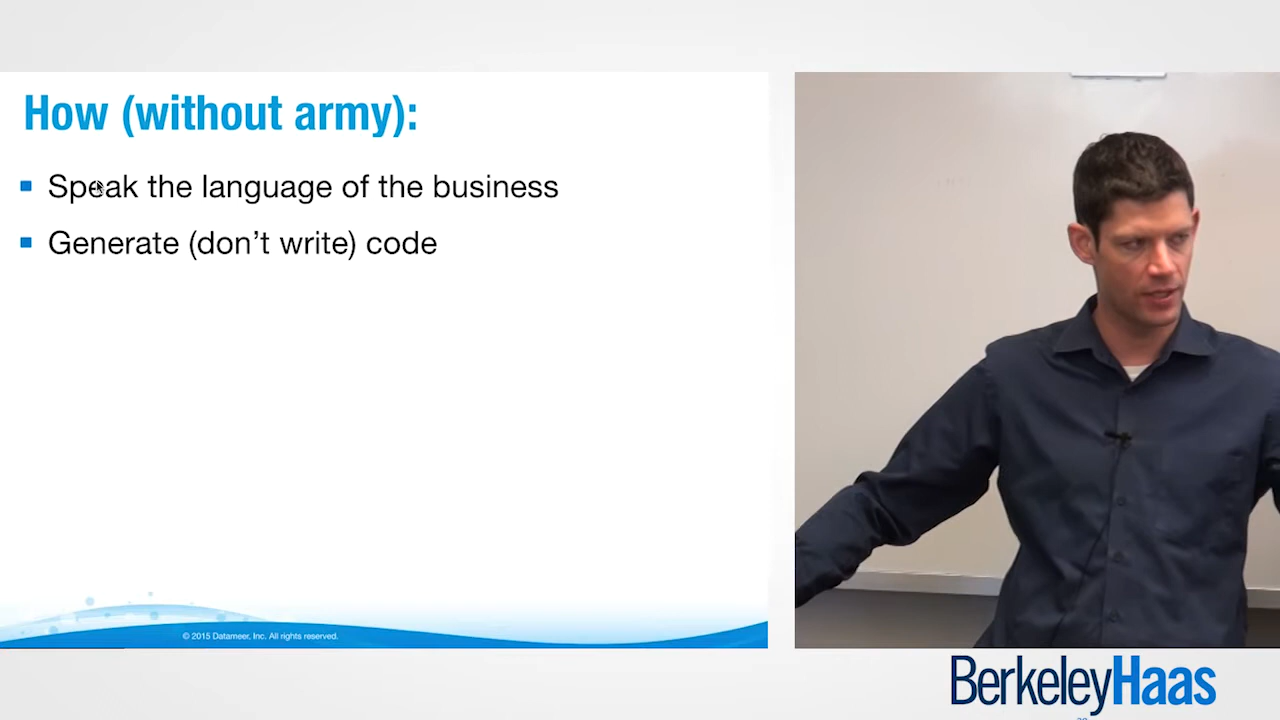 How (without army):
Speak the language of the business
Generate (don't write) code
© 2015 Datameer, Inc. All rights reserved.
BerkeleyHaas